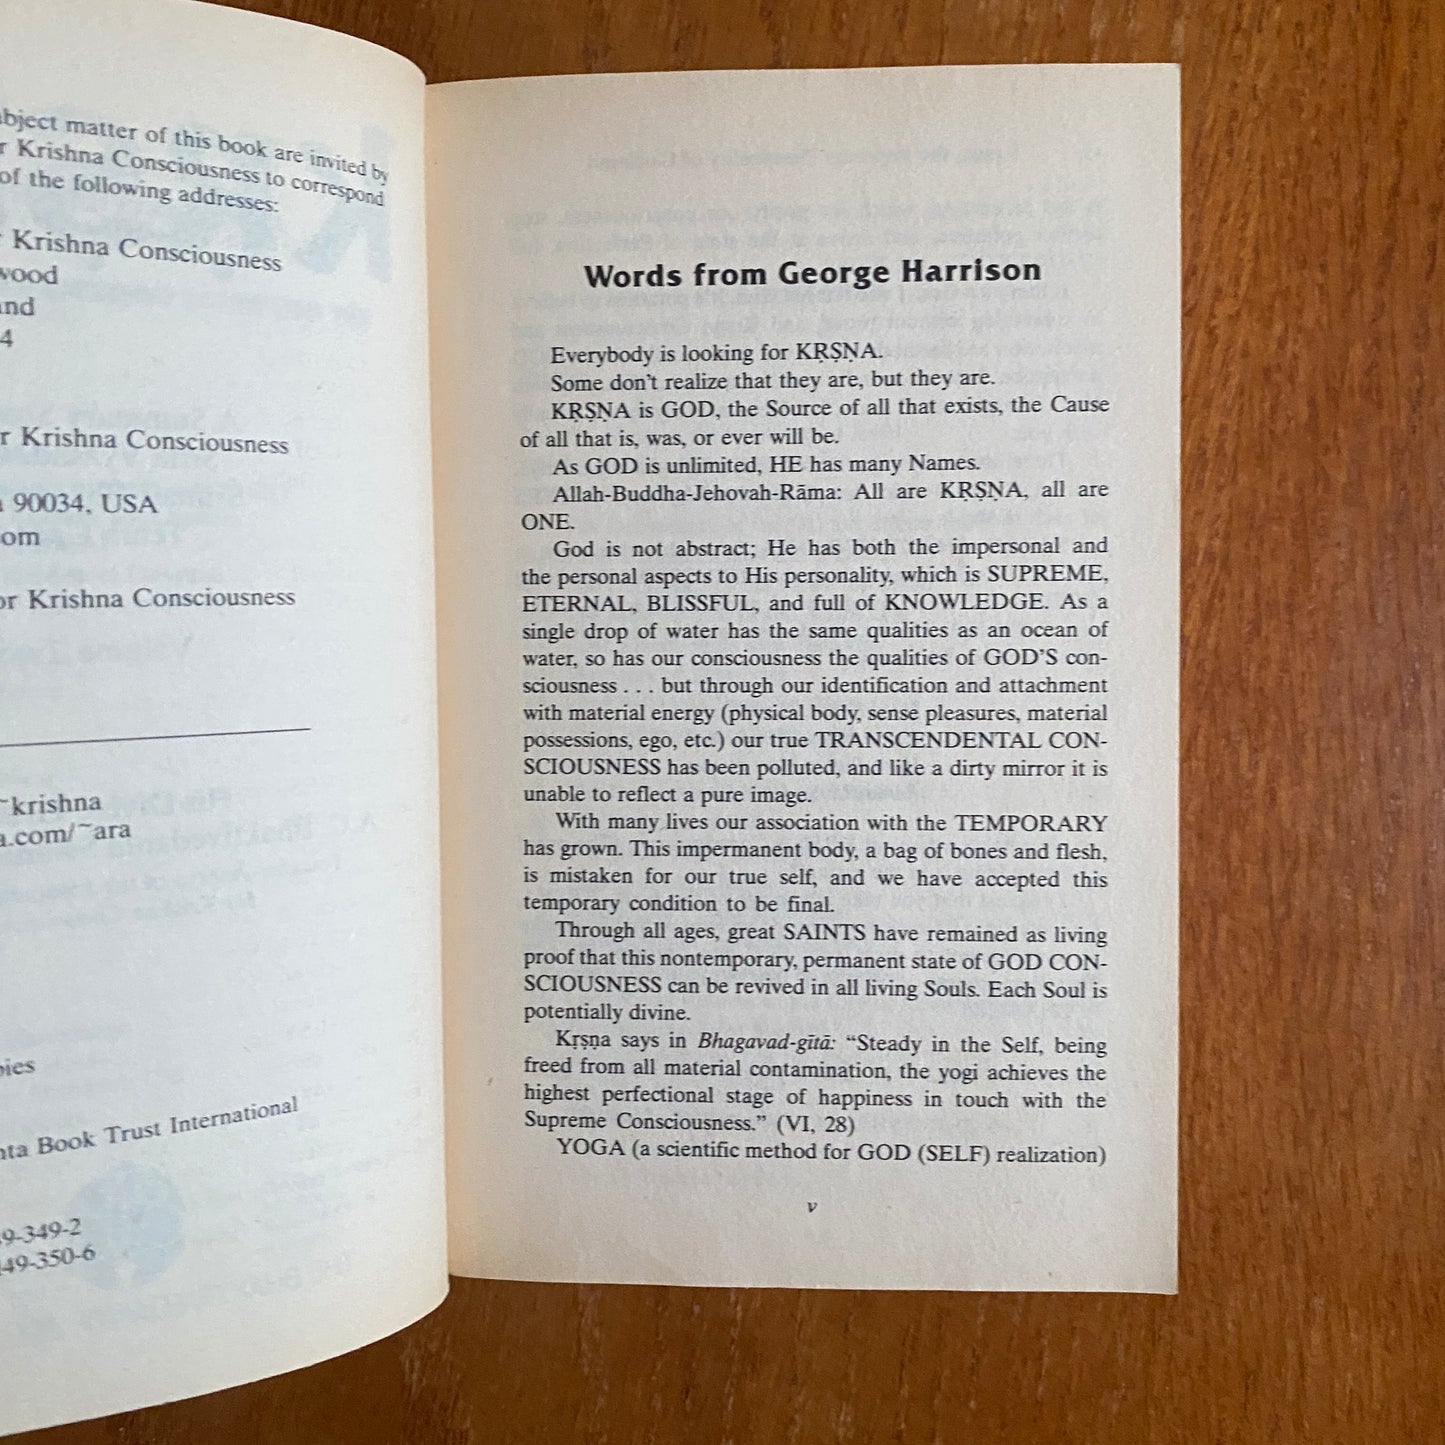 bject matter of this book are invited by
r Krishna Consciousness to correspond
of the following addresses:
r Krishna Consciousness
wood
nd
4
r Krishna Consciousness
90034, USA
om
or Krishna Consciousness
~krishna
a.com/~ara
bies
nta Book Trust International
9-349-2
49-350-6
Words from George Harrison
Everybody is looking for KṚṢṆA.
Some don't realize that they are, but they are.
KṚṢṆA is GOD, the Source of all that exists, the Cause
of all that is, was, or ever will be.
As GOD is unlimited, HE has many Names.
Allah-Buddha-Jehovah-Rāma: All are KṚṢṆA, all are
ONE.
God is not abstract; He has both the impersonal and
the personal aspects to His personality, which is SUPREME,
ETERNAL, BLISSFUL, and full of KNOWLEDGE. As a
single drop of water has the same qualities as an ocean of
water, so has our consciousness the qualities of GOD'S con-
sciousness . . . but through our identification and attachment
with material energy (physical body, sense pleasures, material
possessions, ego, etc.) our true TRANSCENDENTAL CON-
SCIOUSNESS has been polluted, and like a dirty mirror it is
unable to reflect a pure image.
With many lives our association with the TEMPORARY
has grown. This impermanent body, a bag of bones and flesh,
is mistaken for our true self, and we have accepted this
temporary condition to be final.
Through all ages, great SAINTS have remained as living
proof that this nontemporary, permanent state of GOD CON-
SCIOUSNESS can be revived in all living Souls. Each Soul is
potentially divine.
Kṛṣṇa says in Bhagavad-gītā: “Steady in the Self, being
freed from all material contamination, the yogi achieves the
highest perfectional stage of happiness in touch with the
Supreme Consciousness.” (VI, 28)
YOGA (a scientific method for GOD (SELF) realization)
v